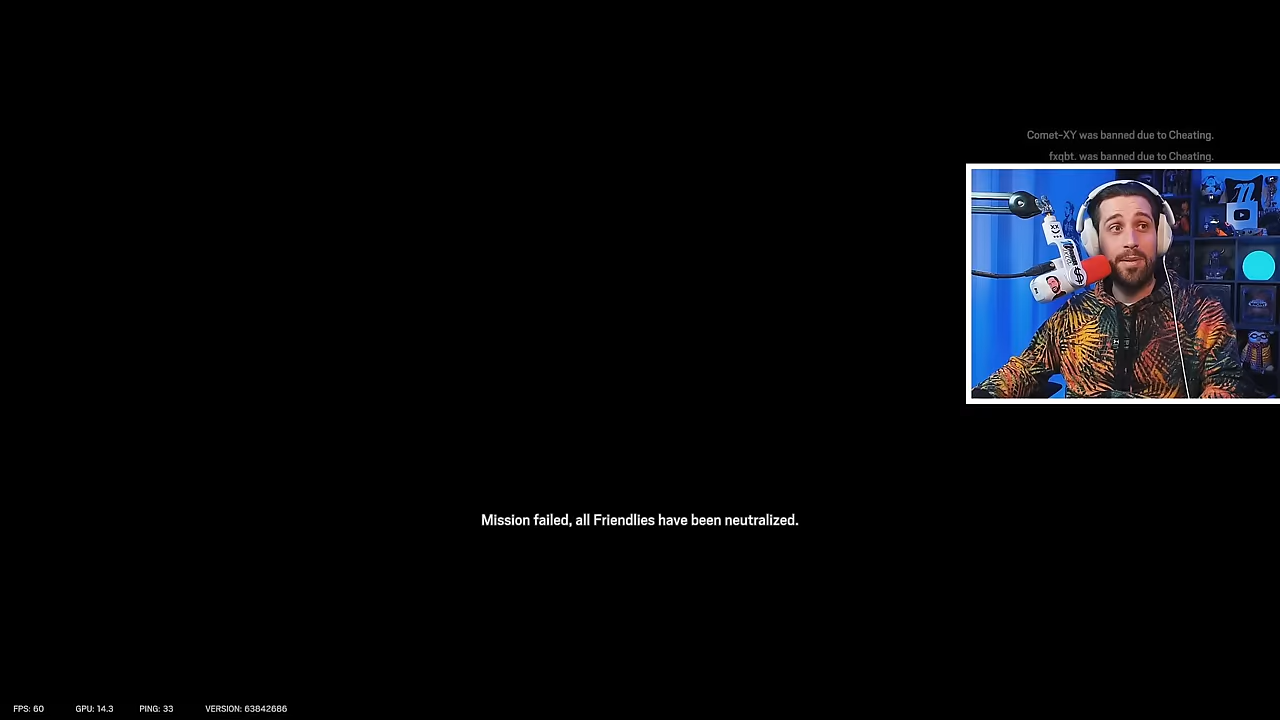 Comet-XY was banned due to Cheating.
fxqbt. was banned due to Cheating.
Mission failed, all Friendlies have been neutralized.
FPS: 60 GPU: 14.3 PING: 33 VERSION: 63842686